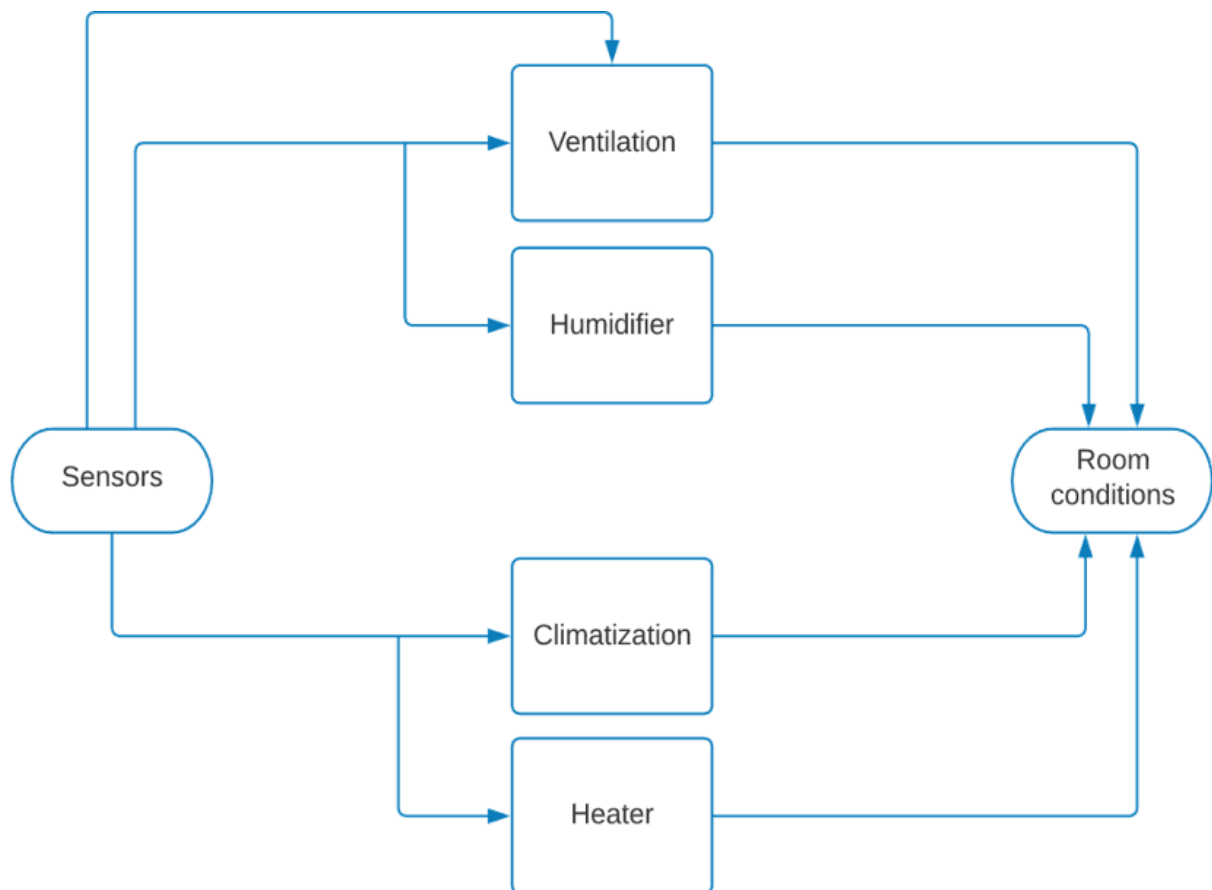 Ventilation
Humidifier
Sensors
Room
conditions
Climatization
Heater